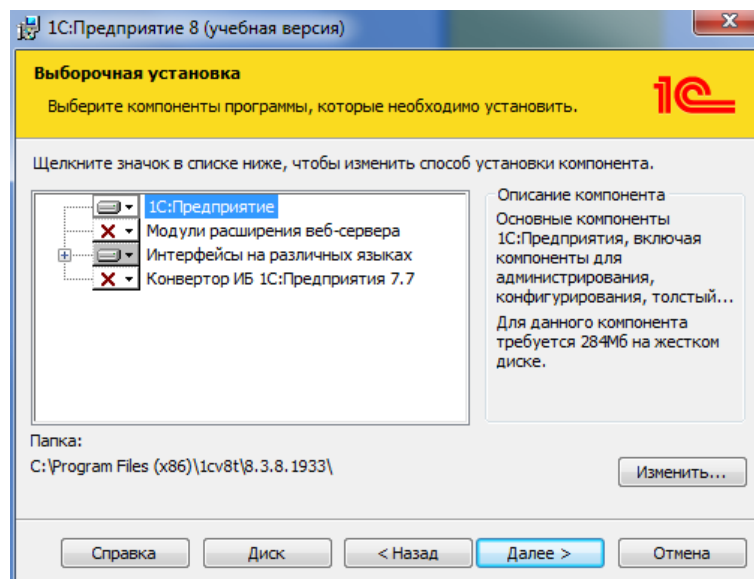 1С:Предприятие 8 (учебная версия)
Выборочная установка
Выберите компоненты программы, которые необходимо установить.
1С
Щелкните значок в списке ниже, чтобы изменить способ установки компонента.
1С:Предприятие
Модули расширения веб-сервера
Интерфейсы на различных языках
Конвертор ИБ 1С:Предприятия 7.7
Описание компонента
Основные компоненты
1С:Предприятия, включая
компоненты для
администрирования,
конфигурирования, толстый...
Для данного компонента
требуется 284Мб на жестком
диске.
Папка:
C:\Program Files (x86)\1cv8t\8.3.8.1933\
Изменить...
Справка
Диск
< Назад
Далее >
Отмена